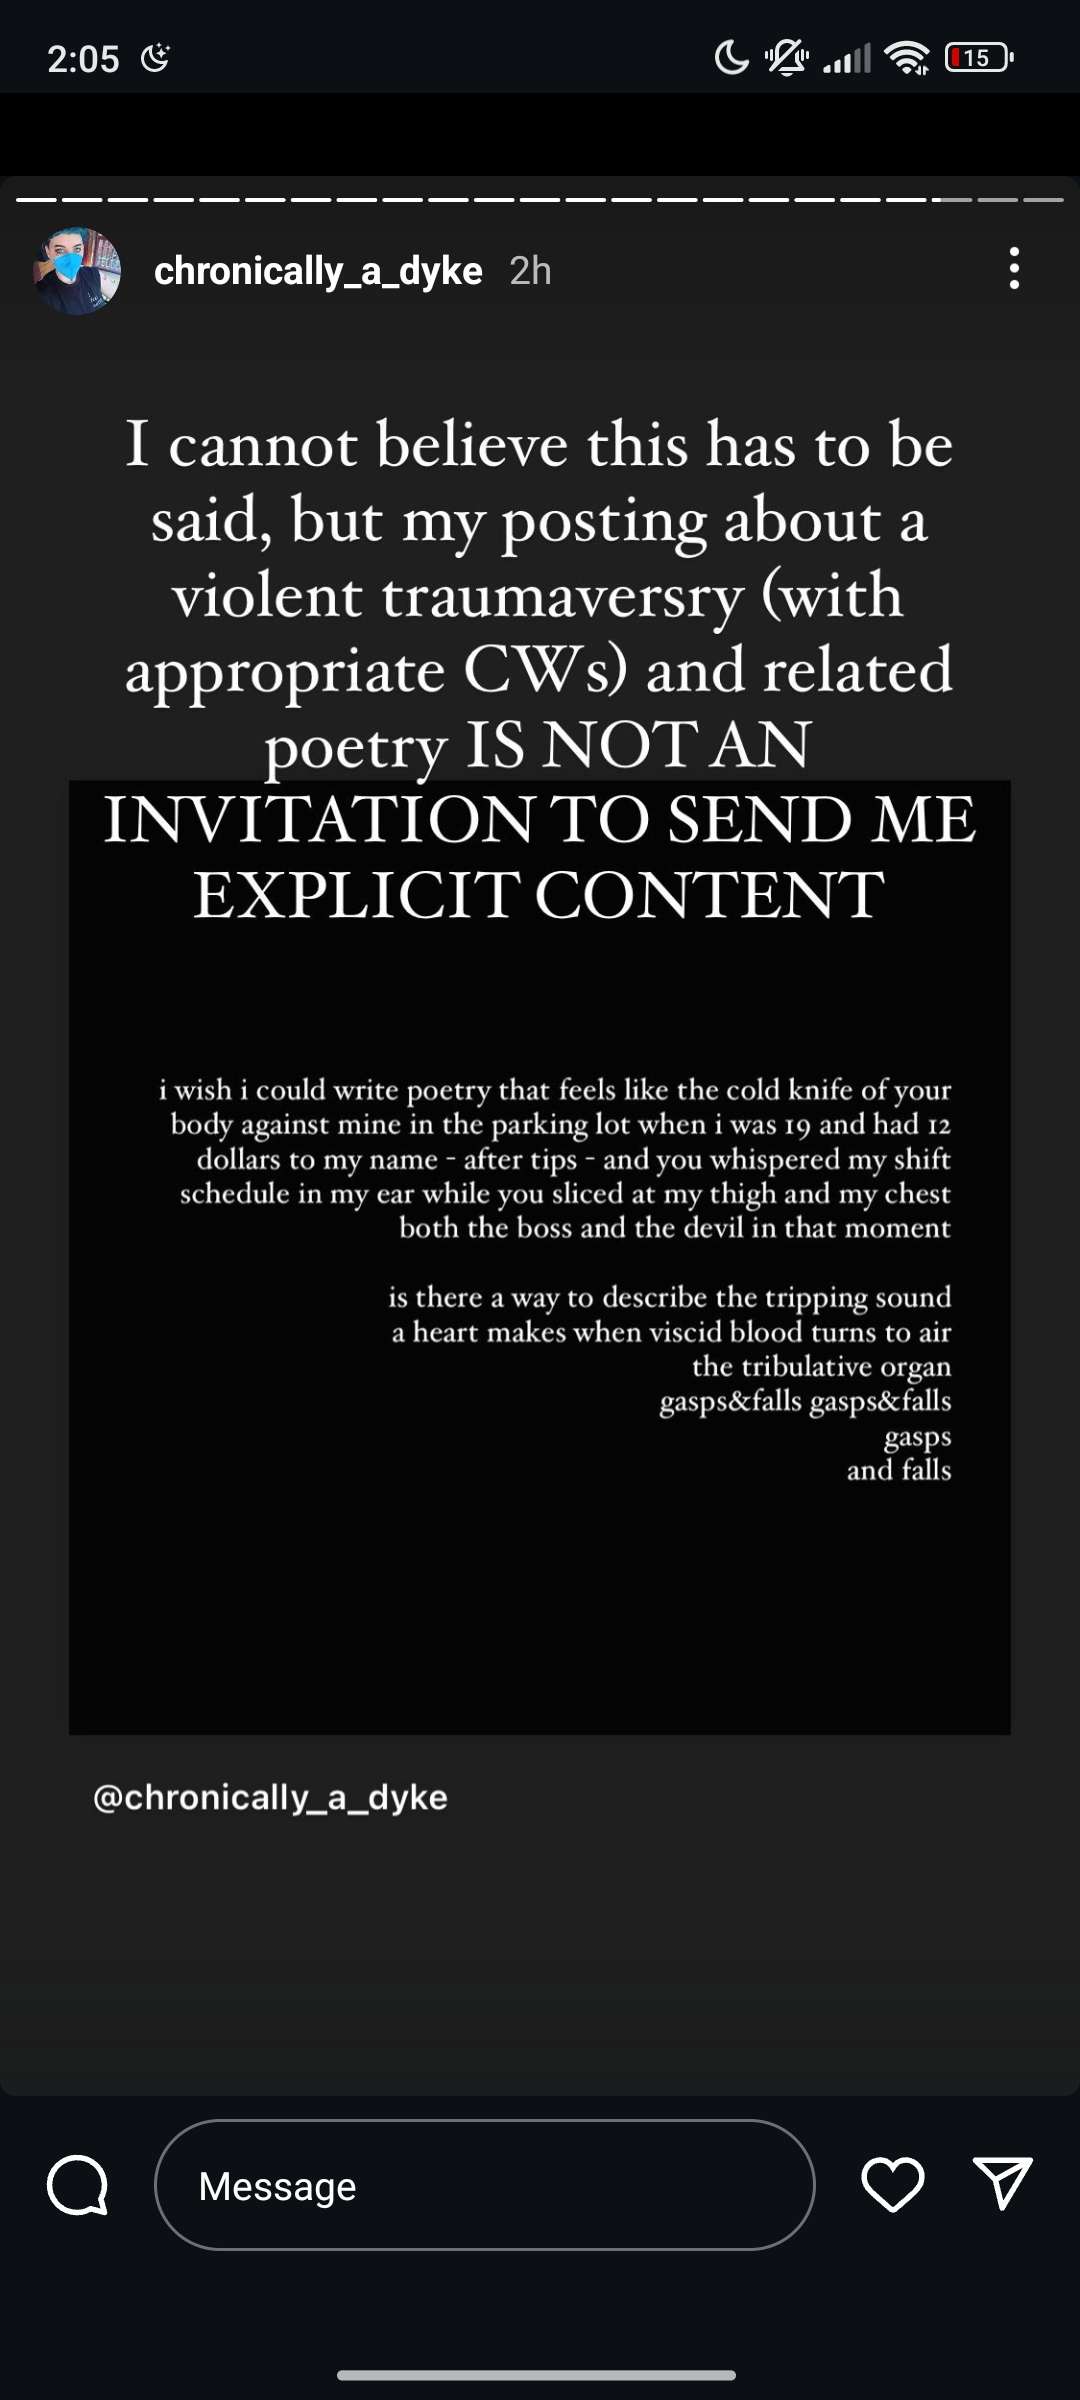 2:05
15
chronically_a_dyke 2h
I cannot believe this has to be
said, but my posting about a
violent traumaversry (with
appropriate CWs) and related
poetry IS NOT AN
INVITATION TO SEND ME
EXPLICIT CONTENT
i wish i could write poetry that feels like the cold knife of your
body against mine in the parking lot when i was 19 and had 12
dollars to my name - after tips - and you whispered my shift
schedule in my ear while you sliced at my thigh and my chest
both the boss and the devil in that moment
is there a way to describe the tripping sound
a heart makes when viscid blood turns to air
the tribulative organ
gasps&falls gasps&falls
gasps
and falls
@chronically_a_dyke
Message